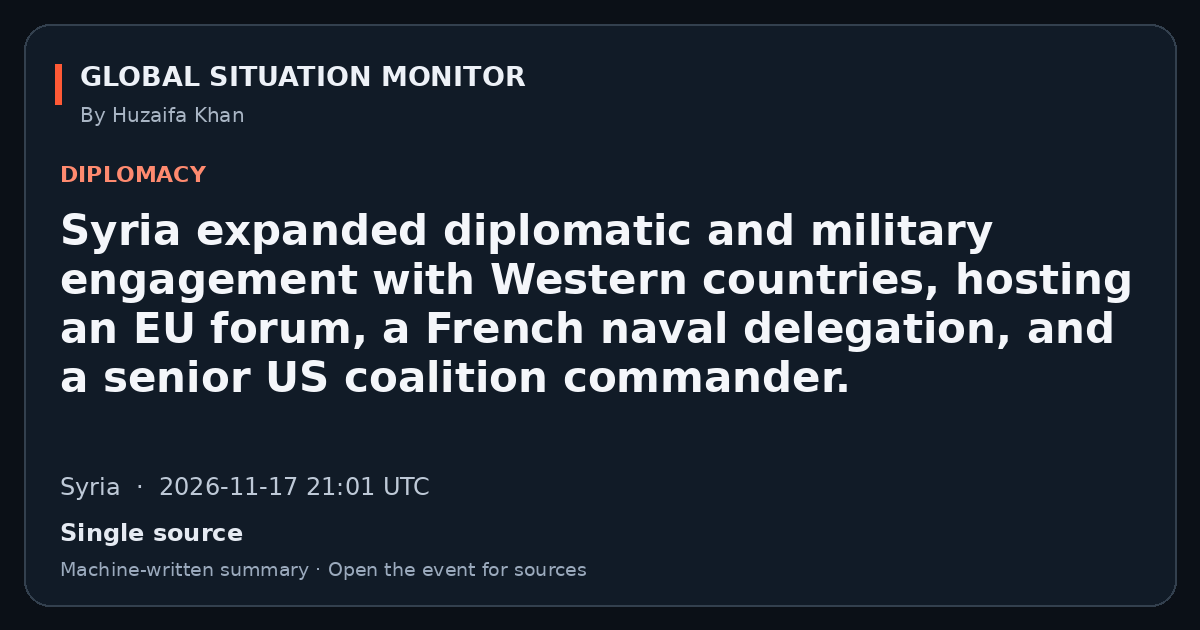 GLOBAL SITUATION MONITOR
By Huzaifa Khan
DIPLOMACY
Syria expanded diplomatic and military
engagement with Western countries, hosting
an EU forum, a French naval delegation, and
a senior US coalition commander.
Syria · 2026-11-17 21:01 UTC
Single source
Machine-written summary · Open the event for sources